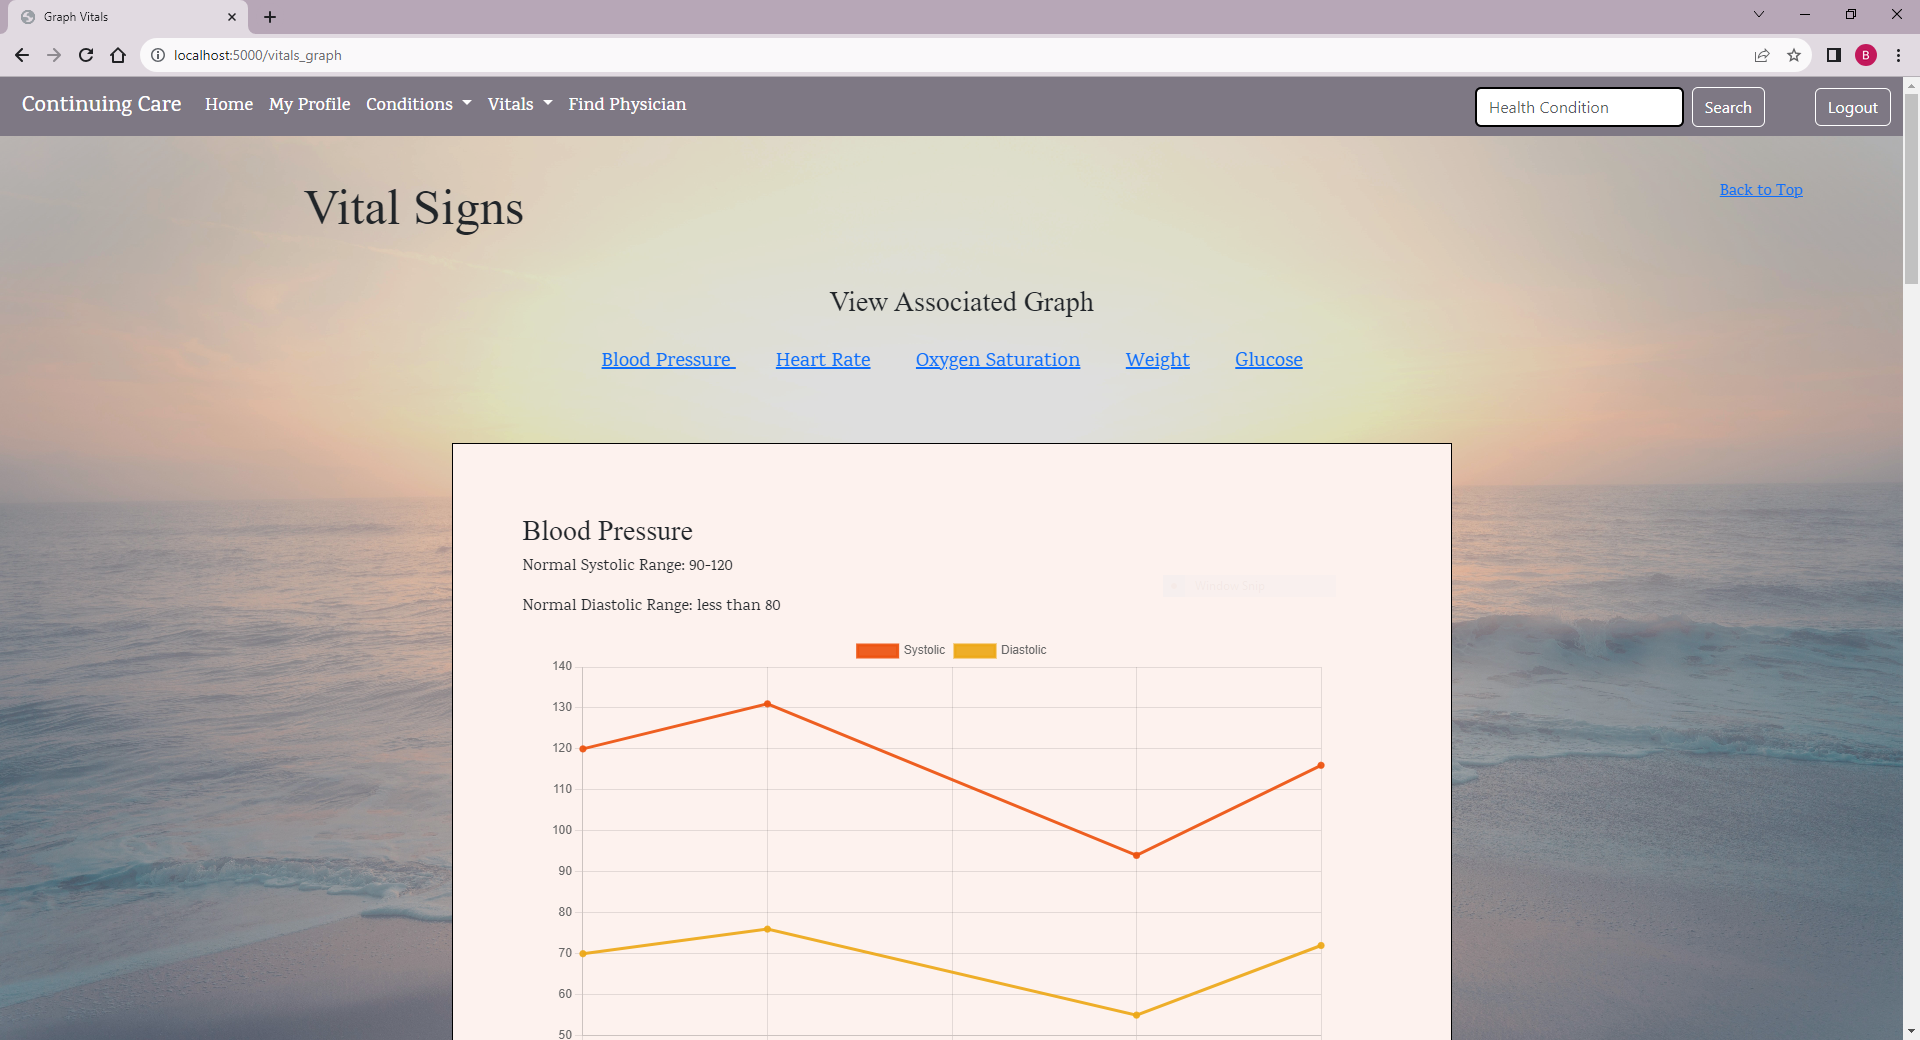 Graph Vitals
localhost:5000/vitals_graph
B
Continuing Care Home My Profile Conditions Vitals Find Physician Health Condition Search Logout
Vital Signs
Back to Top
View Associated Graph
Blood Pressure Heart Rate Oxygen Saturation Weight Glucose
Blood Pressure
Normal Systolic Range: 90-120
Normal Diastolic Range: less than 80
Systolic Diastolic
140
130
120
110
100
90
80
70
60
50